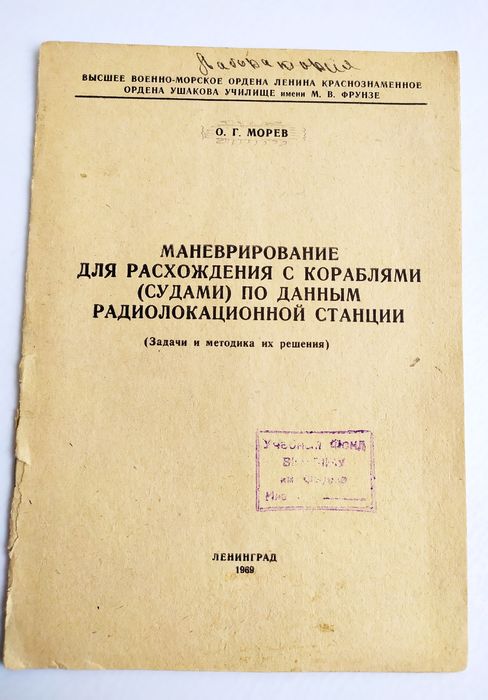 Лаборатория
ВЫСШЕЕ ВОЕННО-МОРСКОЕ ОРДЕНА ЛЕНИНА КРАСНОЗНАМЕННОЕ
ОРДЕНА УШАКОВА УЧИЛИЩЕ имени М. В. ФРУНЗЕ
О. Г. МОРЕВ
МАНЕВРИРОВАНИЕ
ДЛЯ РАСХОЖДЕНИЯ С КОРАБЛЯМИ
(СУДАМИ) ПО ДАННЫМ
РАДИОЛОКАЦИОННОЙ СТАНЦИИ
(Задачи и методика их решения)
Учебный Фонд
им.
ЛЕНИНГРАД
1969